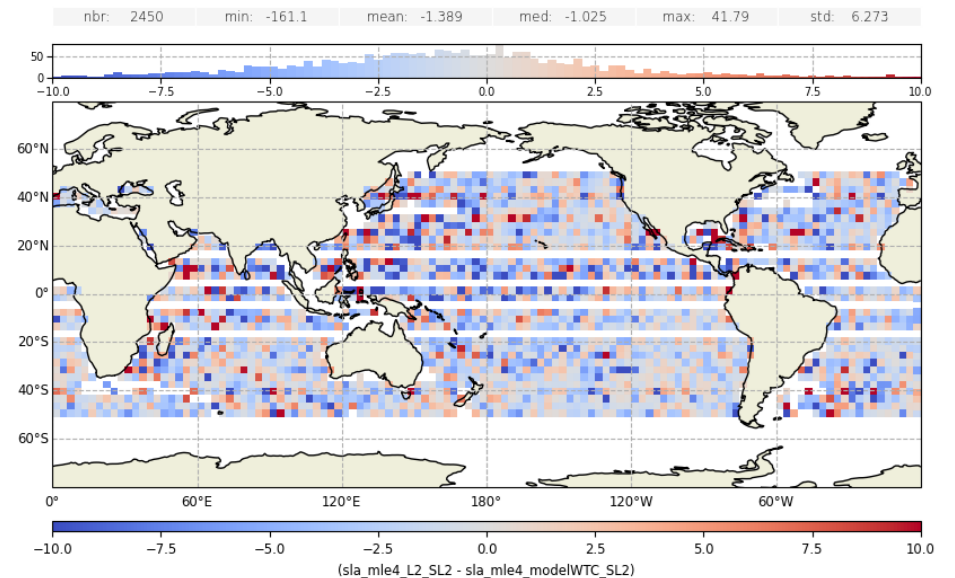 nbr: 2450 min: -161.1 mean: -1.389 med: -1.025 max: 41.79 std: 6.273
50
0
−10.0 −7.5 −5.0 −2.5 0.0 2.5 5.0 7.5 10.0
60°N
40°N
20°N
0°
20°S
40°S
60°S
0° 60°E 120°E 180° 120°W 60°W
−10.0 −7.5 −5.0 −2.5 0.0 2.5 5.0 7.5 10.0
(sla_mle4_L2_SL2 - sla_mle4_modelWTC_SL2)